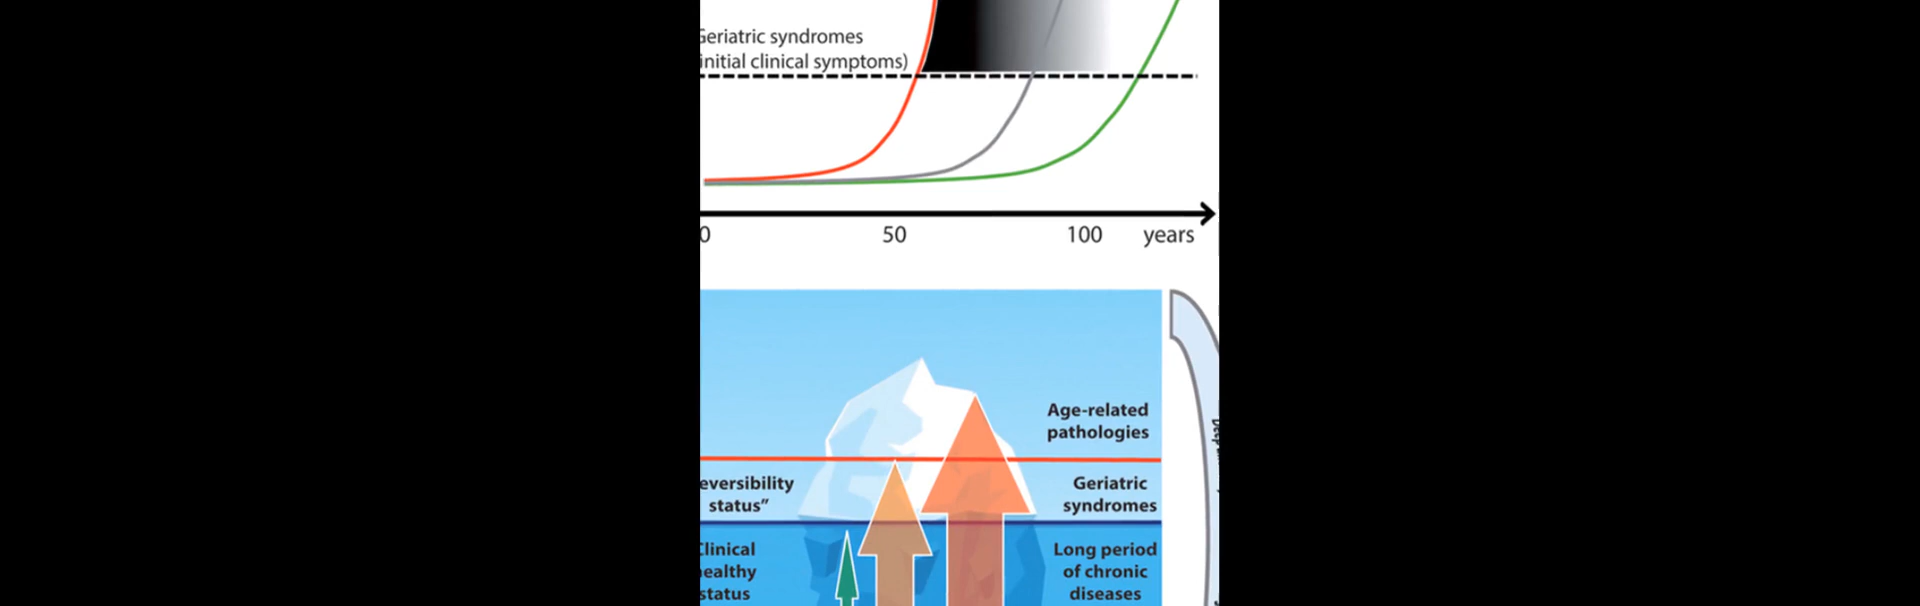 Geriatric syndromes
initial clinical symptoms)
0
50
100
years
Age-related
pathologies
eversibility
status”
Geriatric
syndromes
Clinical
healthy
status
Long period
of chronic
diseases